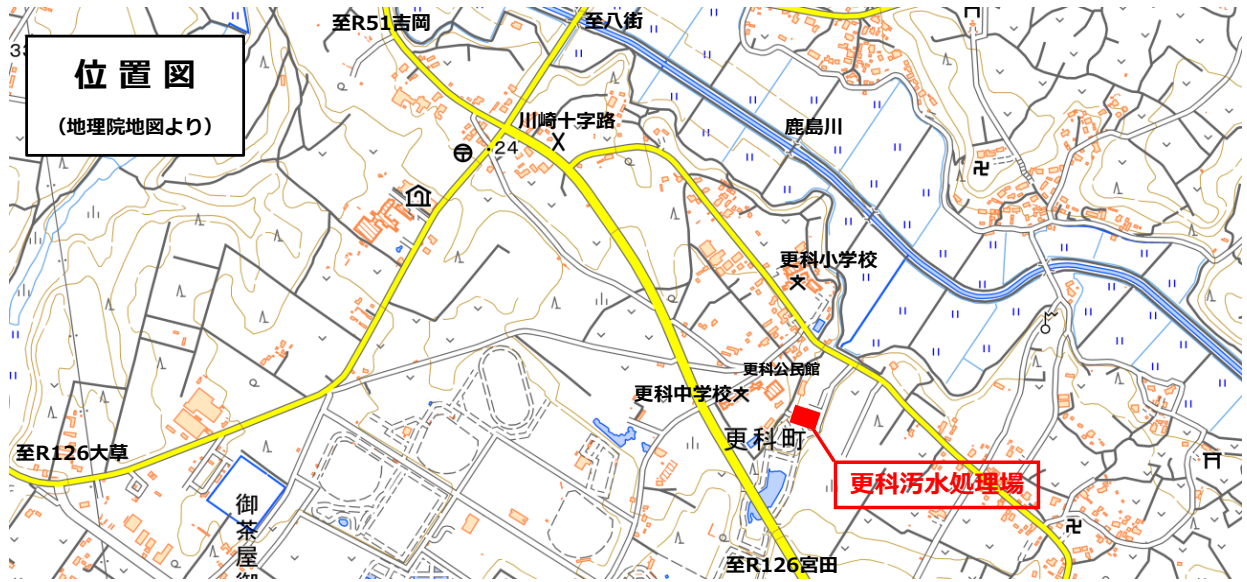 至R51吉岡
至八街
33
位置図
(地理院地図より)
川崎十字路
鹿島川
24
更科小学校
更科公民館
更科中学校
更科町
至R126大草
更科汚水処理場
御茶屋御
至R126宮田